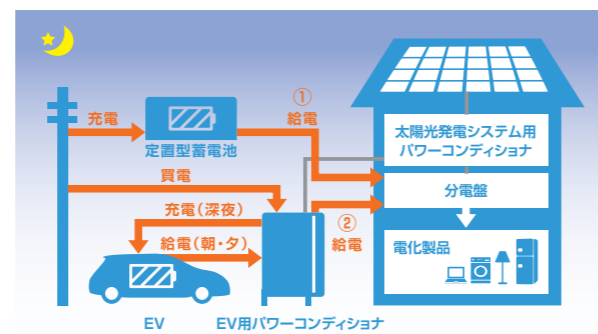 ①
給電
充電
定置型蓄電池
買電
充電（深夜）
給電（朝・夕）
②
給電
太陽光発電システム用
パワーコンディショナ
分電盤
電化製品
EV
EV用パワーコンディショナ